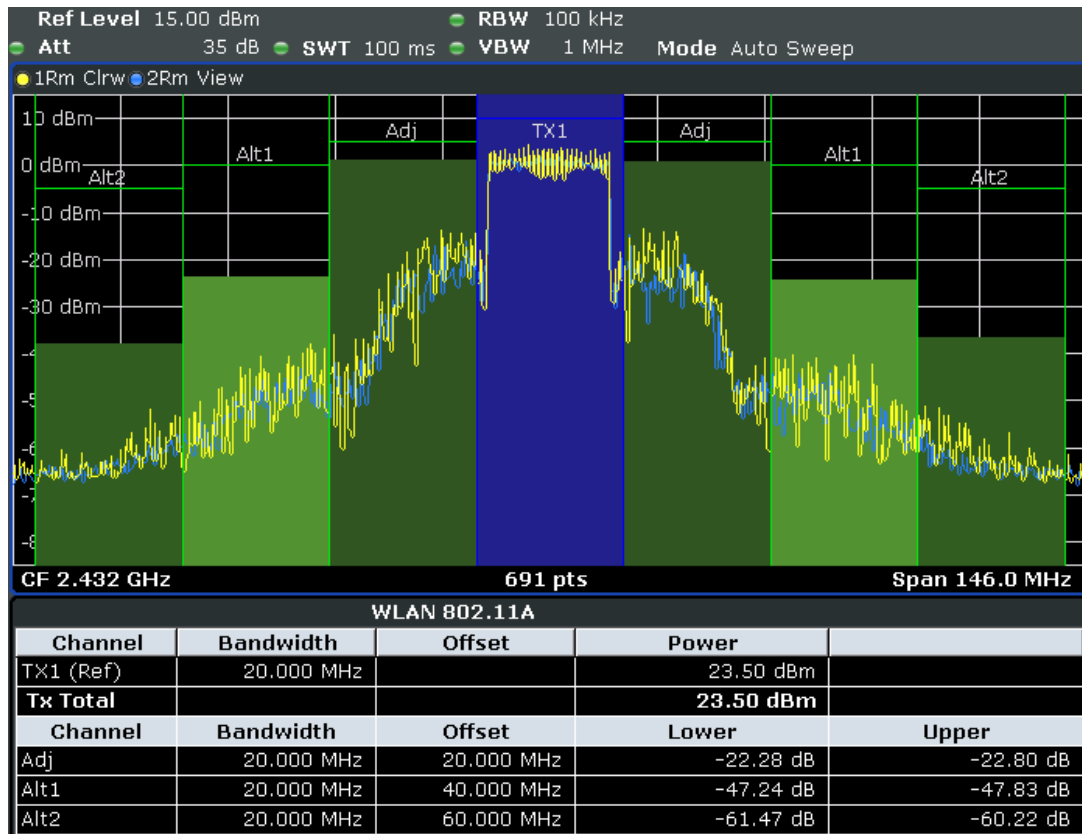 Ref Level 15.00 dBm RBW 100 kHz
Att 35 dB SWT 100 ms VBW 1 MHz Mode Auto Sweep
1Rm Clrw 2Rm View
10 dBm
Adj TX1 Adj
Alt1 Alt1
0 dBm
Alt2 Alt2
-10 dBm
-20 dBm
-30 dBm
CF 2.432 GHz 691 pts Span 146.0 MHz
WLAN 802.11A
Channel Bandwidth Offset Power
TX1 (Ref) 20.000 MHz 23.50 dBm
Tx Total 23.50 dBm
Channel Bandwidth Offset Lower Upper
Adj 20.000 MHz 20.000 MHz -22.28 dB -22.80 dB
Alt1 20.000 MHz 40.000 MHz -47.24 dB -47.83 dB
Alt2 20.000 MHz 60.000 MHz -61.47 dB -60.22 dB